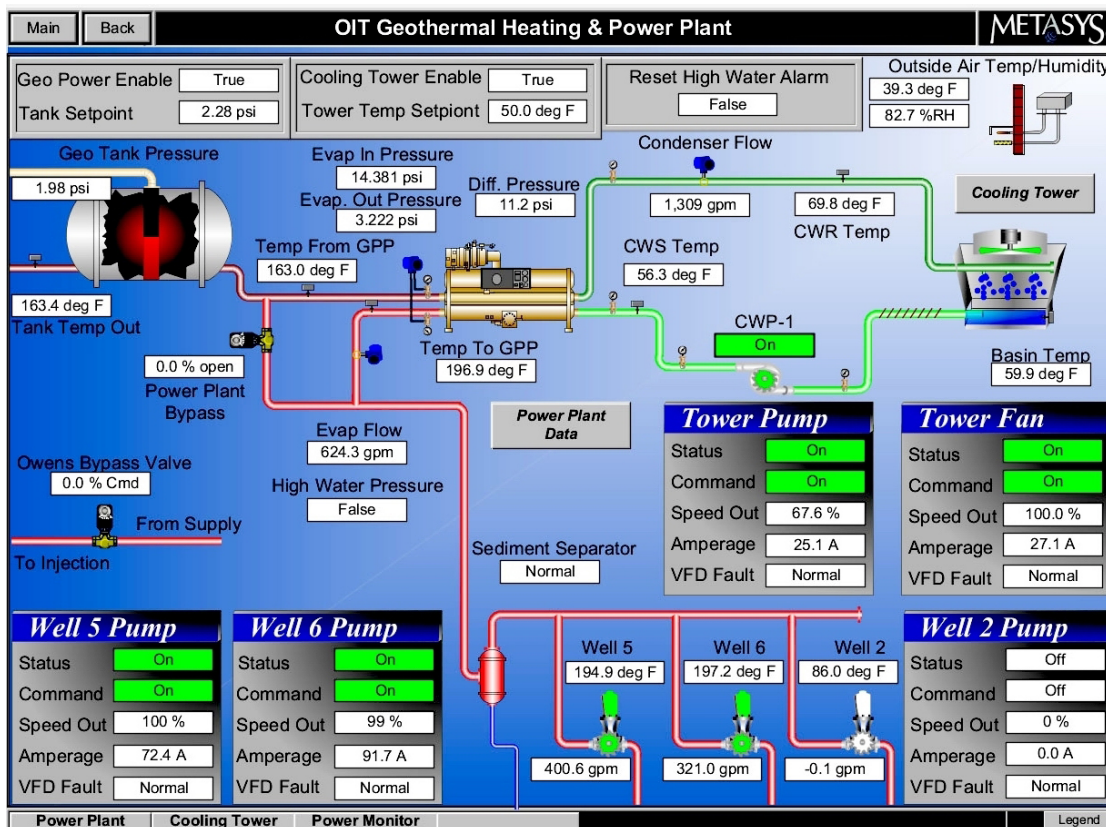 Main
Back
OIT Geothermal Heating & Power Plant
METASYS
Geo Power Enable True
Tank Setpoint 2.28 psi
Cooling Tower Enable True
Tower Temp Setpiont 50.0 deg F
Reset High Water Alarm
False
Outside Air Temp/Humidity
39.3 deg F
82.7 %RH
Geo Tank Pressure
1.98 psi
Evap In Pressure
14.381 psi
Evap. Out Pressure
3.222 psi
Diff. Pressure
11.2 psi
Condenser Flow
1,309 gpm
69.8 deg F
CWR Temp
Cooling Tower
Temp From GPP
163.0 deg F
CWS Temp
56.3 deg F
163.4 deg F
Tank Temp Out
CWP-1
On
Temp To GPP
196.9 deg F
Basin Temp
59.9 deg F
0.0 % open
Power Plant
Bypass
Power Plant
Data
Evap Flow
624.3 gpm
High Water Pressure
False
Owens Bypass Valve
0.0 % Cmd
From Supply
To Injection
Sediment Separator
Normal
Tower Pump
Status On
Command On
Speed Out 67.6 %
Amperage 25.1 A
VFD Fault Normal
Tower Fan
Status On
Command On
Speed Out 100.0 %
Amperage 27.1 A
VFD Fault Normal
Well 5 Pump
Status On
Command On
Speed Out 100 %
Amperage 72.4 A
VFD Fault Normal
Well 6 Pump
Status On
Command On
Speed Out 99 %
Amperage 91.7 A
VFD Fault Normal
Well 5
194.9 deg F
400.6 gpm
Well 6
197.2 deg F
321.0 gpm
Well 2
86.0 deg F
-0.1 gpm
Well 2 Pump
Status Off
Command Off
Speed Out 0 %
Amperage 0.0 A
VFD Fault Normal
Power Plant
Cooling Tower
Power Monitor
Legend